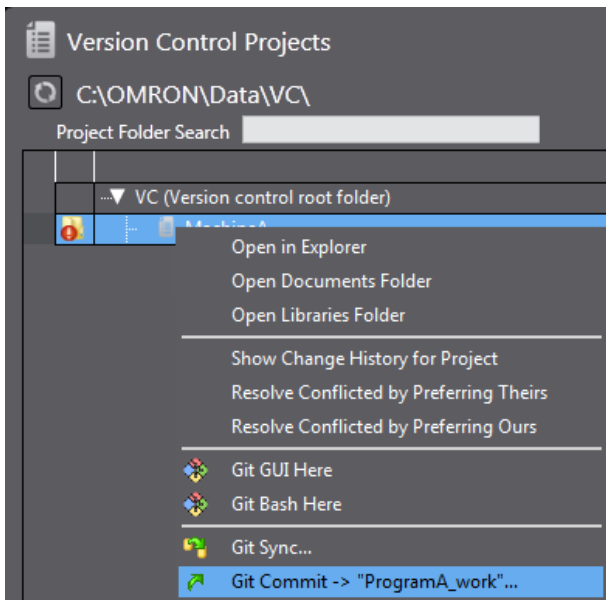 Version Control Projects
C:\OMRON\Data\VC\
Project Folder Search
VC (Version control root folder)
MachineA
Open in Explorer
Open Documents Folder
Open Libraries Folder
Show Change History for Project
Resolve Conflicted by Preferring Theirs
Resolve Conflicted by Preferring Ours
Git GUI Here
Git Bash Here
Git Sync...
Git Commit -> "ProgramA_work"...